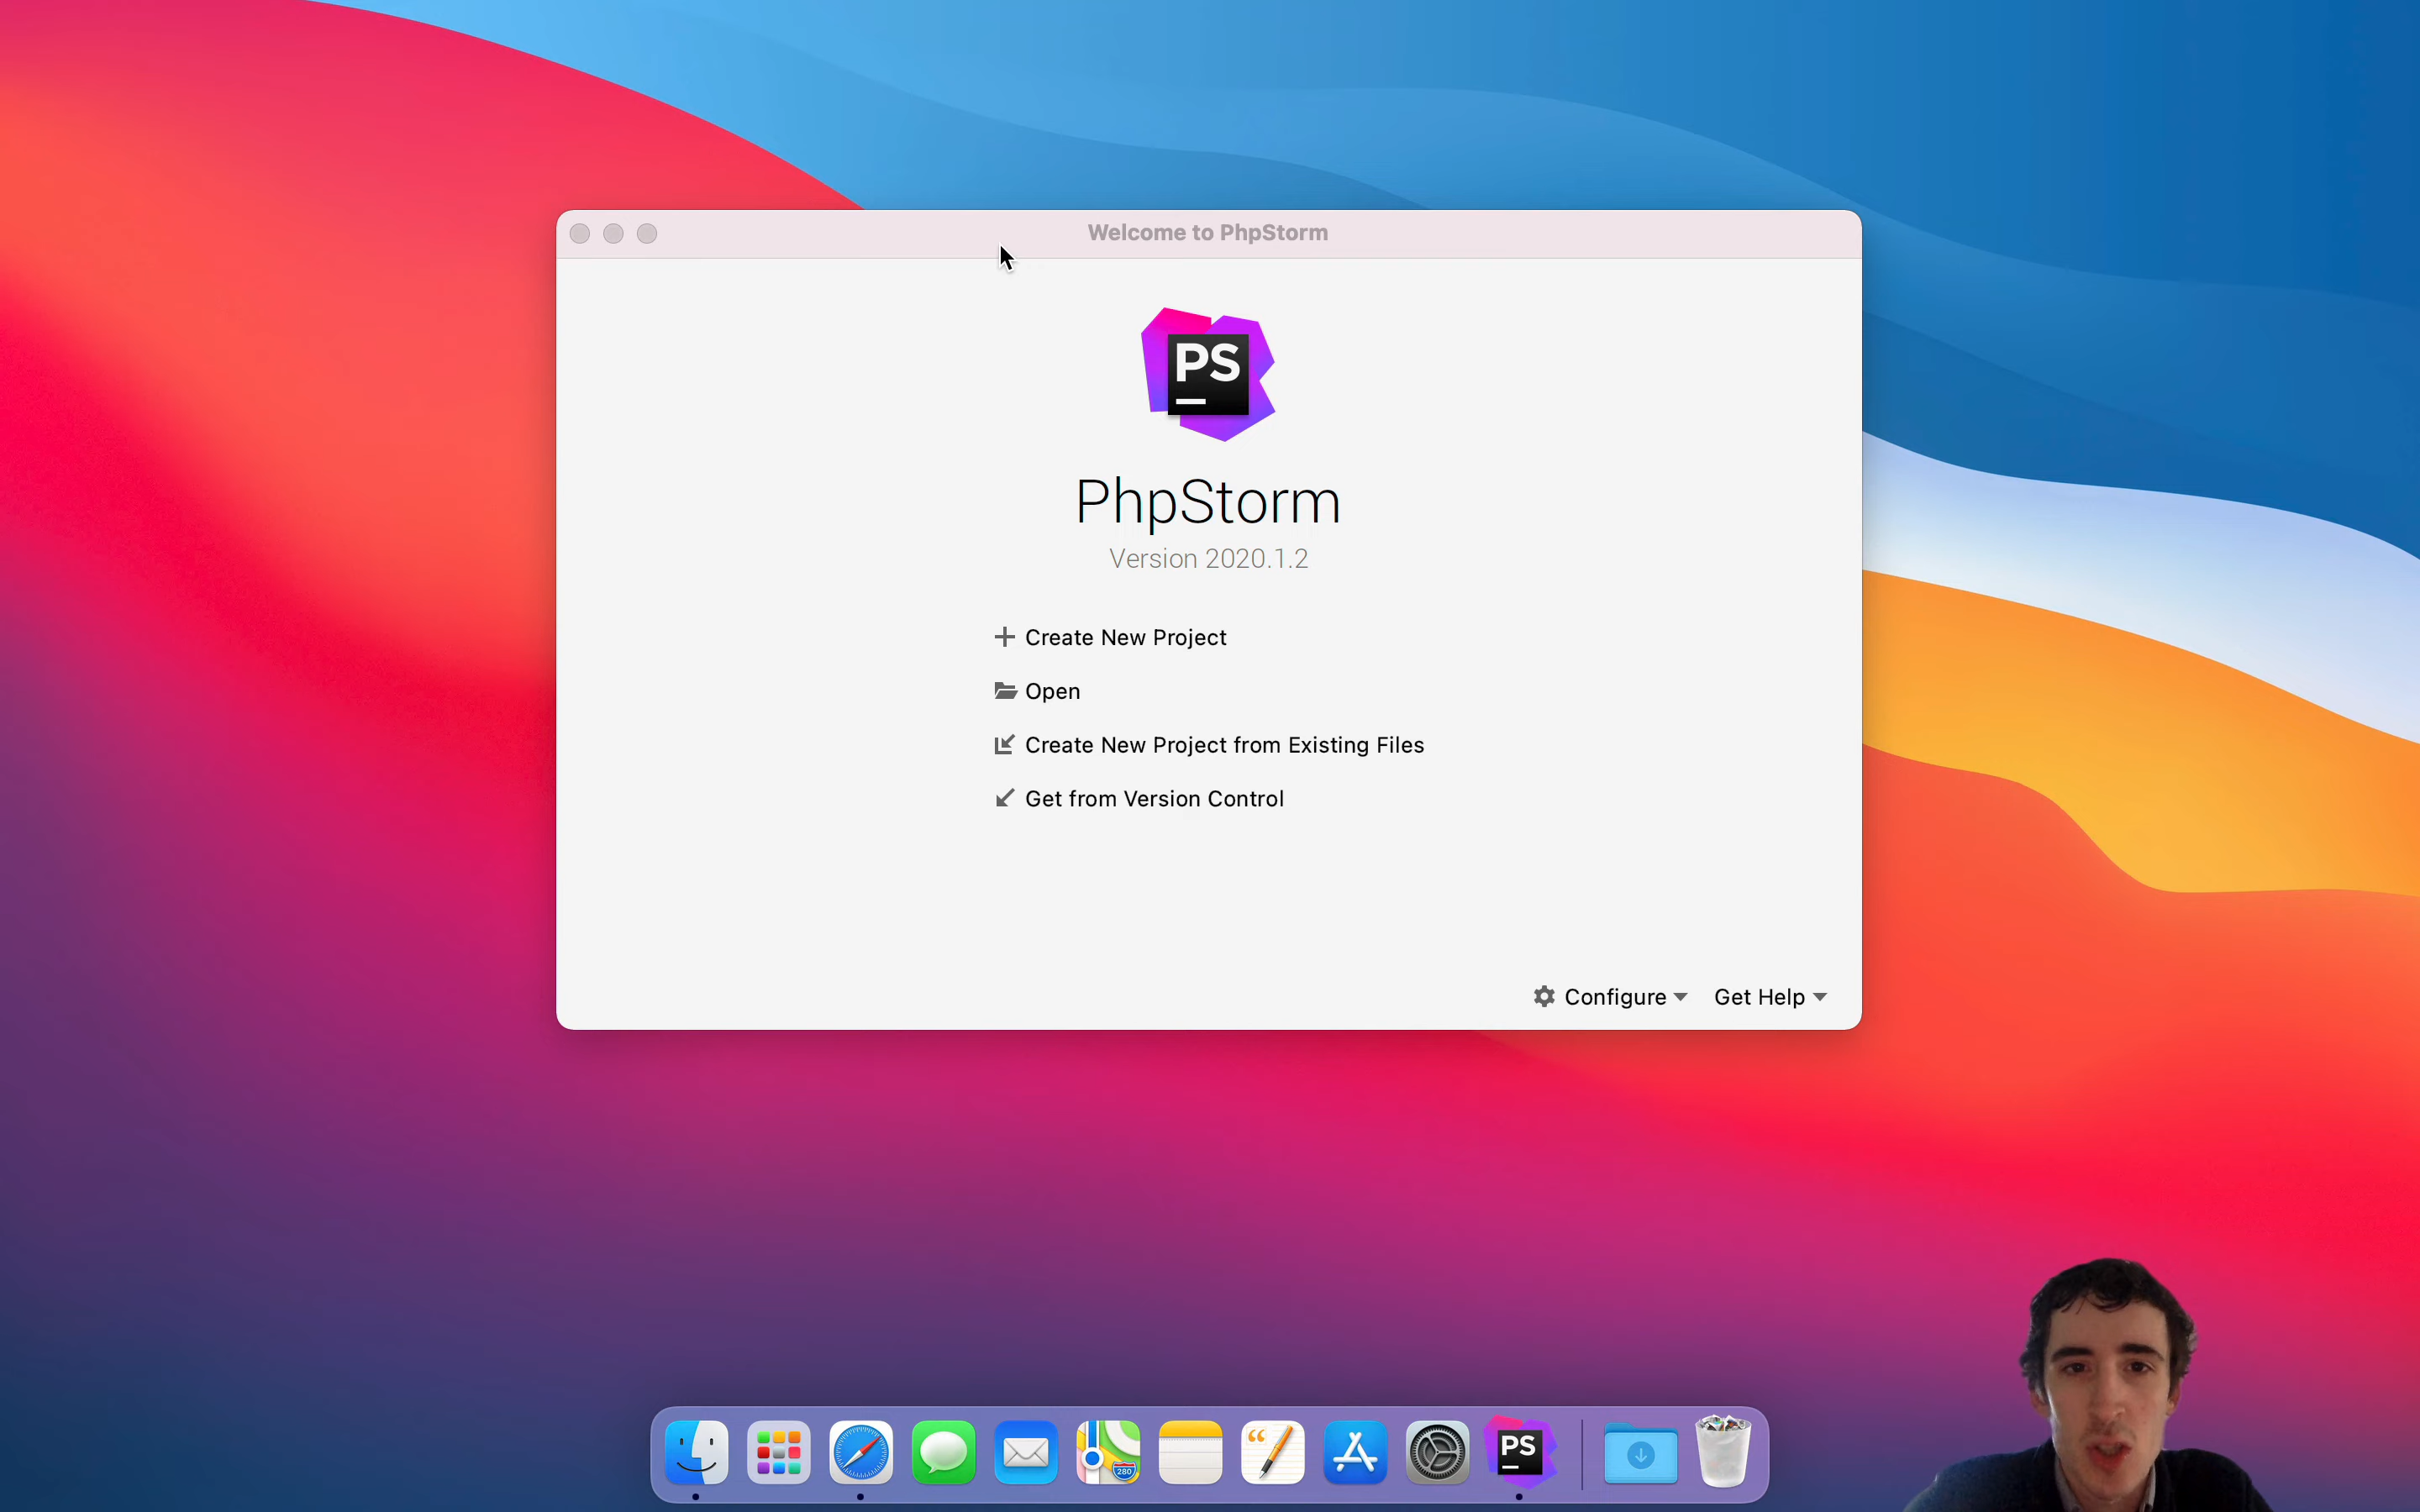 Welcome to PhpStorm
PS
PhpStorm
Version 2020.1.2
Create New Project
Open
Create New Project from Existing Files
Get from Version Control
Configure
Get Help
280
PS